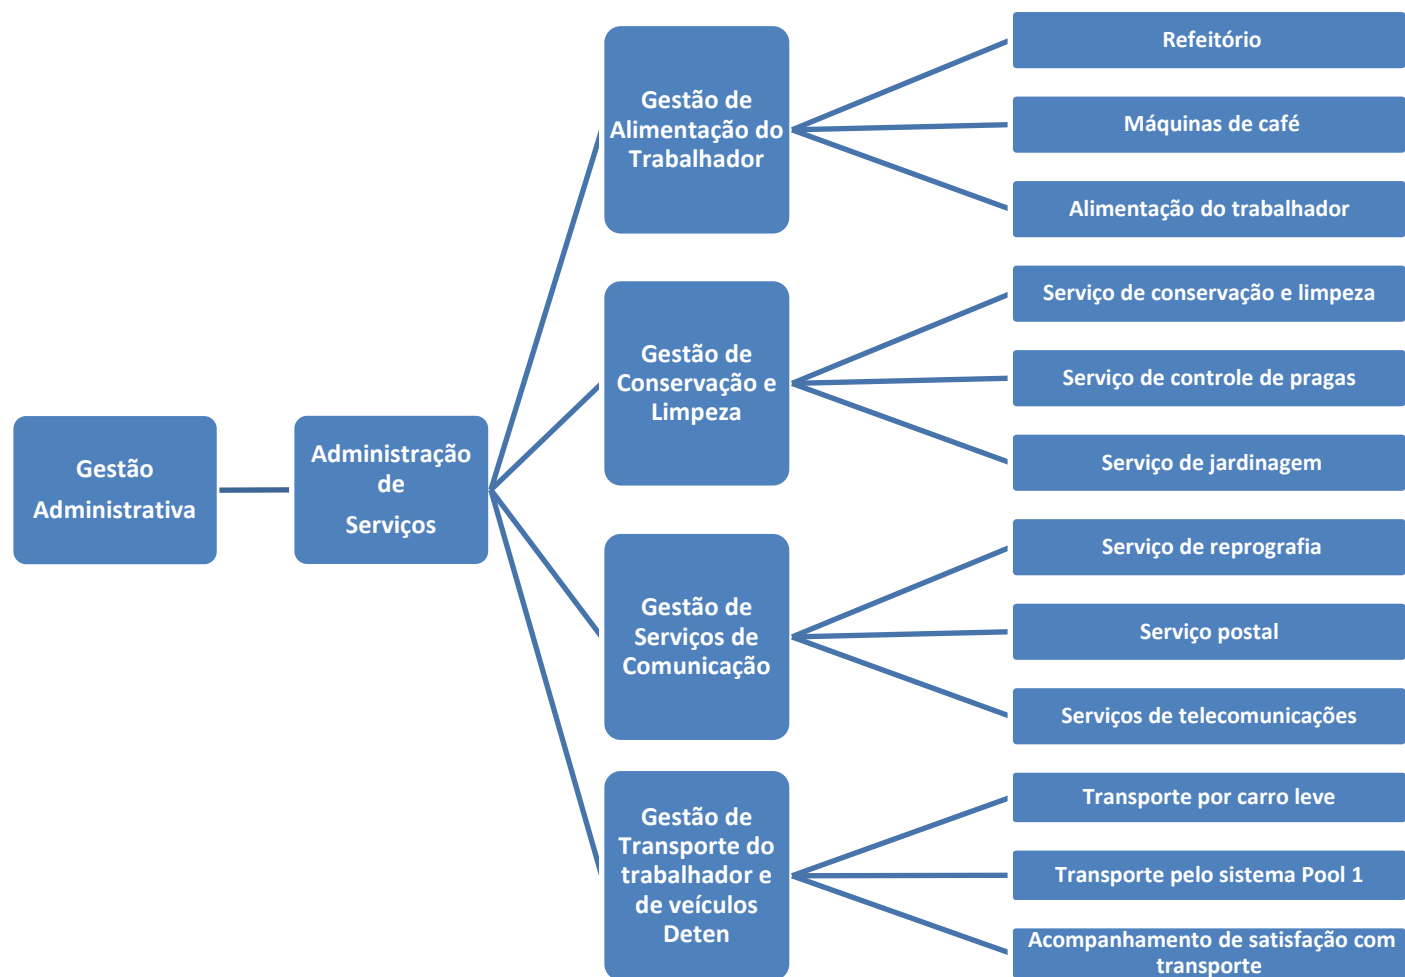 Gestão
Administrativa
Administração
de
Serviços
Gestão de
Alimentação do
Trabalhador
Refeitório
Máquinas de café
Alimentação do trabalhador
Gestão de
Conservação e
Limpeza
Serviço de conservação e limpeza
Serviço de controle de pragas
Serviço de jardinagem
Gestão de
Serviços de
Comunicação
Serviço de reprografia
Serviço postal
Serviços de telecomunicações
Gestão de
Transporte do
trabalhador e
de veículos
Deten
Transporte por carro leve
Transporte pelo sistema Pool 1
Acompanhamento de satisfação com
transporte